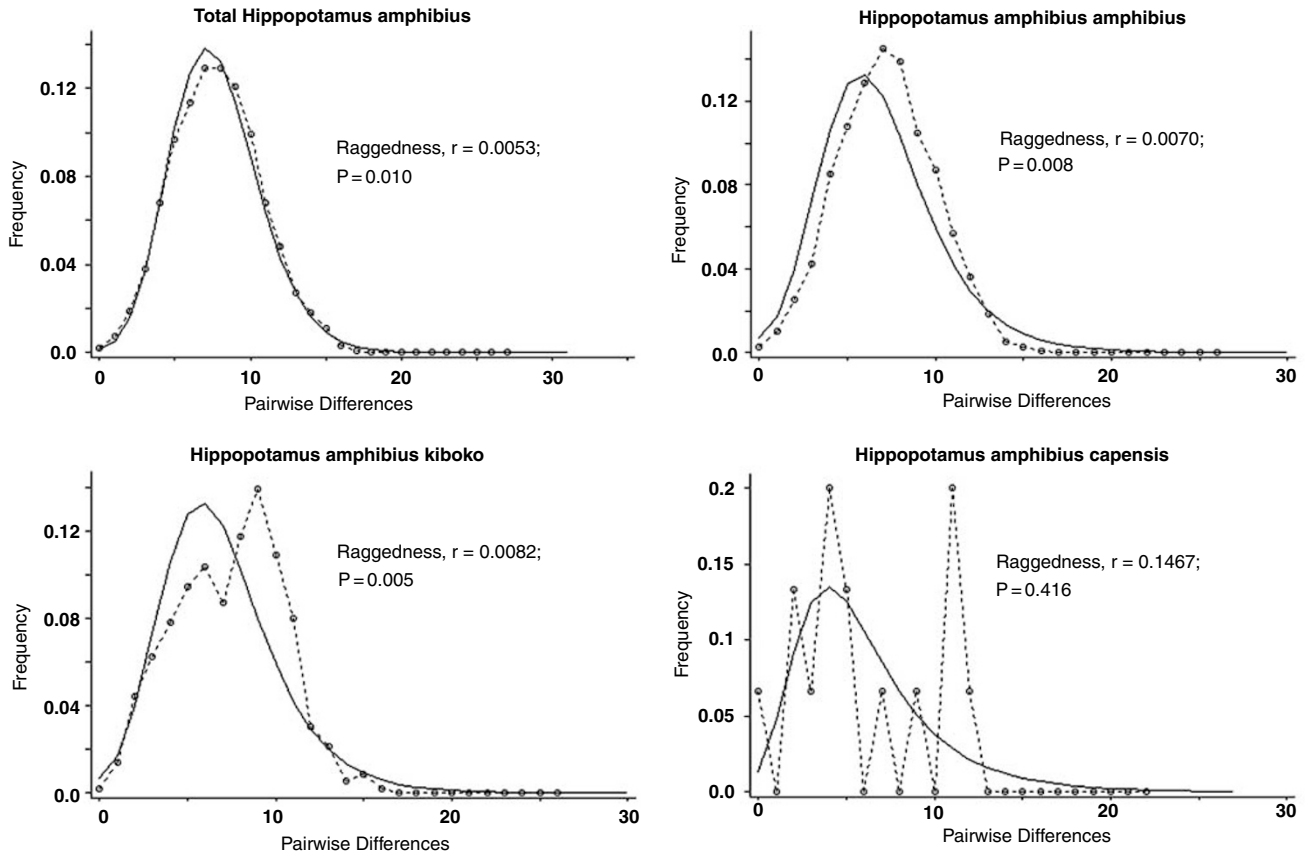 Total Hippopotamus amphibius
Frequency
0.12
0.08
0.04
0.0
Raggedness, r = 0.0053;
P = 0.010
0 10 20 30
Pairwise Differences
Hippopotamus amphibius amphibius
Frequency
0.12
0.08
0.04
0.0
Raggedness, r = 0.0070;
P = 0.008
0 10 20 30
Pairwise Differences
Hippopotamus amphibius kiboko
Frequency
0.12
0.08
0.04
0.0
Raggedness, r = 0.0082;
P = 0.005
0 10 20 30
Pairwise Differences
Hippopotamus amphibius capensis
Frequency
0.2
0.15
0.1
0.05
0.0
Raggedness, r = 0.1467;
P = 0.416
0 10 20 30
Pairwise Differences